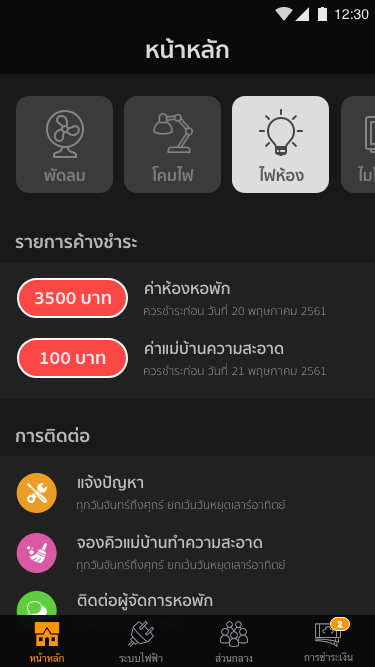 12:30
หน้าหลัก
พัดลม
โคมไฟ
ไฟห้อง
รายการค้างชำระ
3500 บาท
ค่าห้องหอพัก
ควรชำระก่อน วันที่ 20 พฤษภาคม 2561
100 บาท
ค่าแม่บ้านความสะอาด
ควรชำระก่อน วันที่ 21 พฤษภาคม 2561
การติดต่อ
แจ้งปัญหา
ทุกวันจันทร์ถึงศุกร์ ยกเว้นวันหยุดเสาร์อาทิตย์
จองคิวแม่บ้านทำความสะอาด
ทุกวันจันทร์ถึงศุกร์ ยกเว้นวันหยุดเสาร์อาทิตย์
ติดต่อผู้จัดการหอพัก
2
หน้าหลัก
ระบบไฟฟ้า
ส่วนกลาง
การชำระเงิน